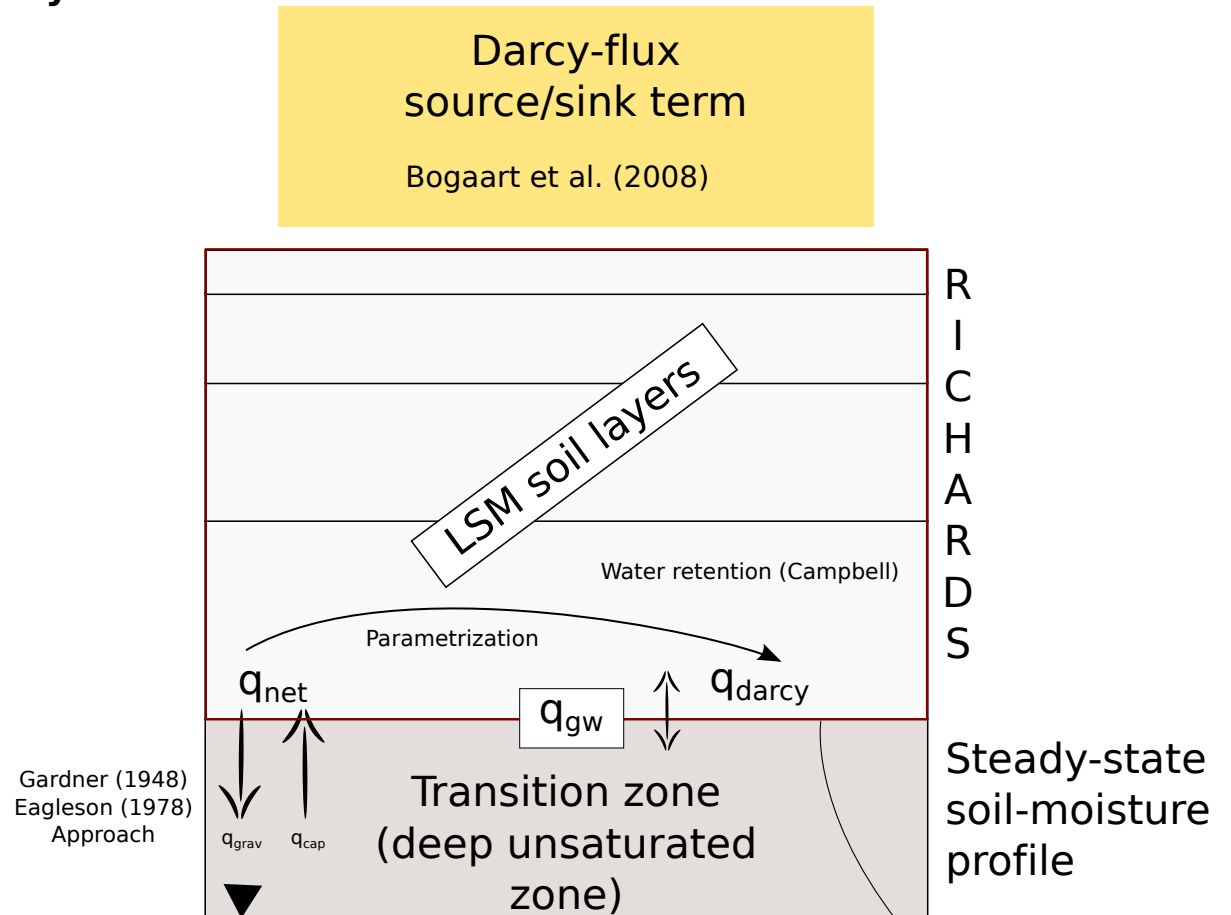 Darcy-flux
source/sink term
Bogaart et al. (2008)
R
I
C
H
A
R
D
S
LSM soil layers
Water retention (Campbell)
Parametrization
qnet
qdarcy
qgw
Gardner (1948)
Eagleson (1978)
Approach
qgrav
qcap
Transition zone
(deep unsaturated
zone)
Steady-state
soil-moisture
profile